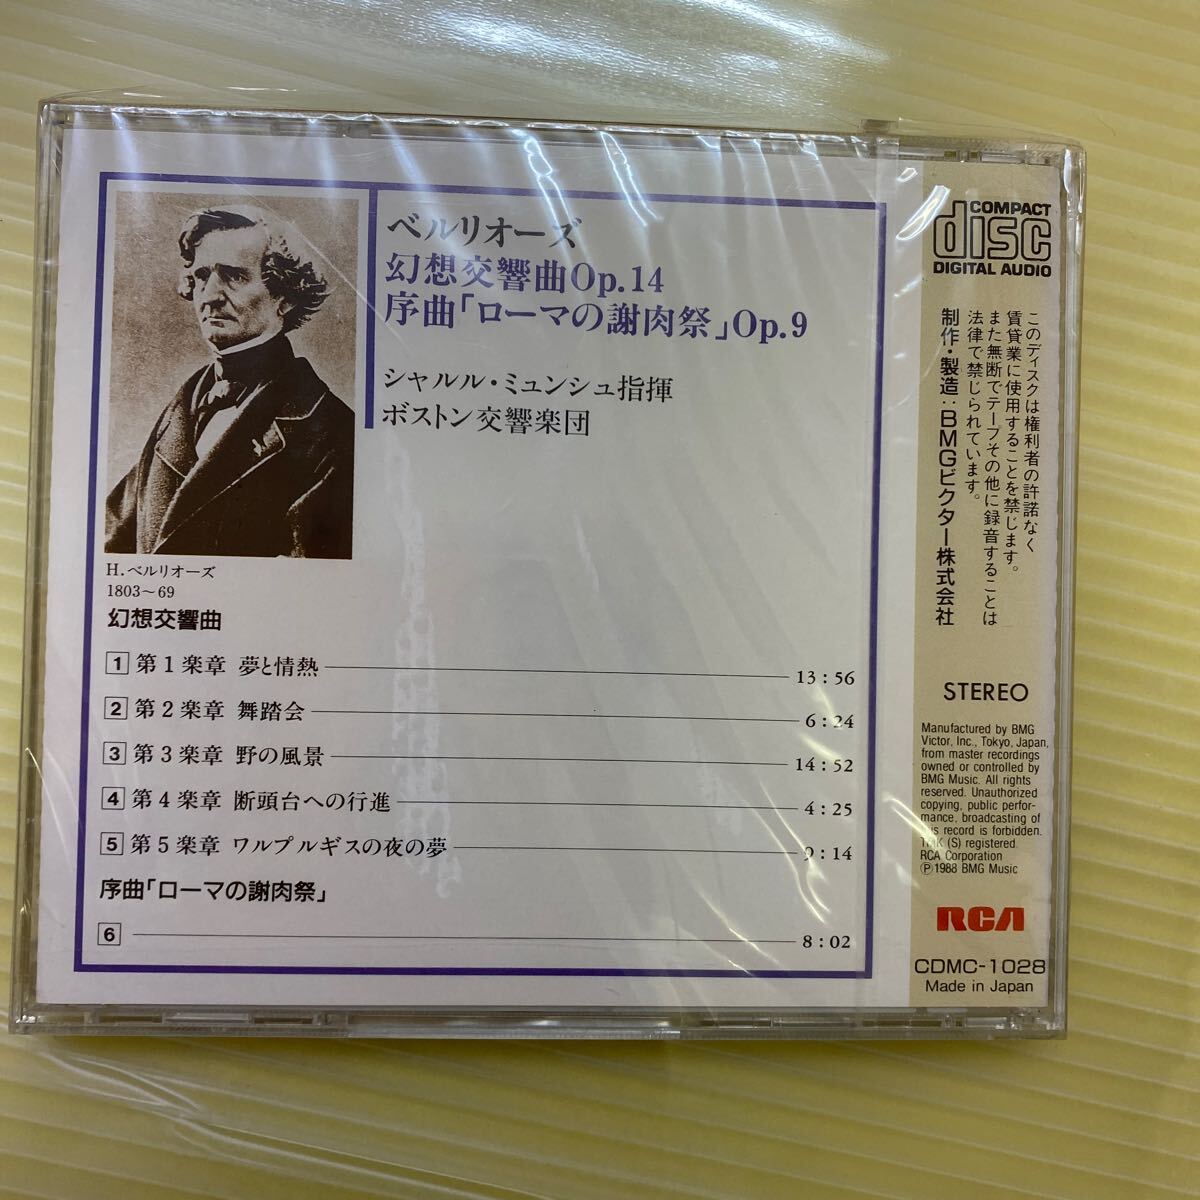 ベルリオーズ
幻想交響曲Op.14
序曲「ローマの謝肉祭」Op.9
シャルル・ミュンシュ指揮
ボストン交響楽団
H.ベルリオーズ
1803～69
幻想交響曲
1 第1楽章 夢と情熱 13:56
2 第2楽章 舞踏会 6:24
3 第3楽章 野の風景 14:52
4 第4楽章 断頭台への行進 4:25
5 第5楽章 ワルプルギスの夜の夢 9:14
序曲「ローマの謝肉祭」
6 8:02
COMPACT
disc
DIGITAL AUDIO
このディスクは権利者の許諾なく
賃貸業に使用することを禁じます。
また無断でテープその他に録音することは
法律で禁じられています。
制作・製造:BMGビクター株式会社
STEREO
Manufactured by BMG
Victor, Inc., Tokyo, Japan,
from master recordings
owned or controlled by
BMG Music. All rights
reserved. Unauthorized
copying, public perfor-
mance, broadcasting of
this record is forbidden.
TMK (S) registered.
RCA Corporation
Ⓟ1988 BMG Music
RCA
CDMC-1028
Made in Japan